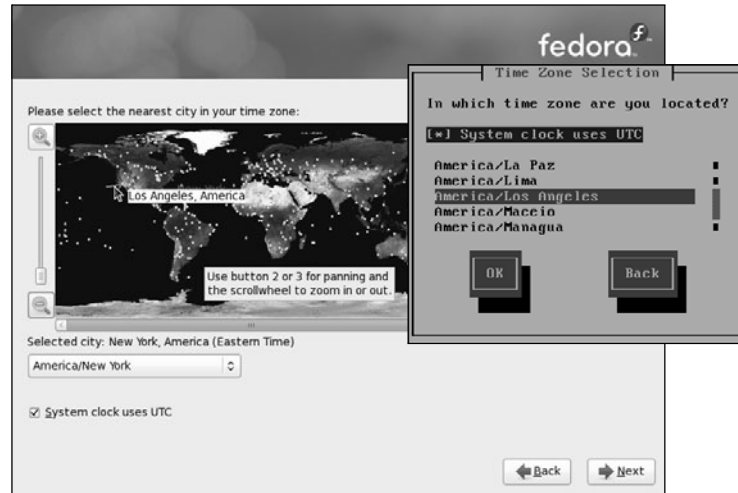 fedora
Please select the nearest city in your time zone:
Los Angeles, America
Use button 2 or 3 for panning and
the scrollwheel to zoom in or out.
Selected city: New York, America (Eastern Time)
America/New York
System clock uses UTC
Back
Next
Time Zone Selection
In which time zone are you located?
[*] System clock uses UTC
America/La Paz
America/Lima
America/Los Angeles
America/Maceio
America/Managua
OK
Back